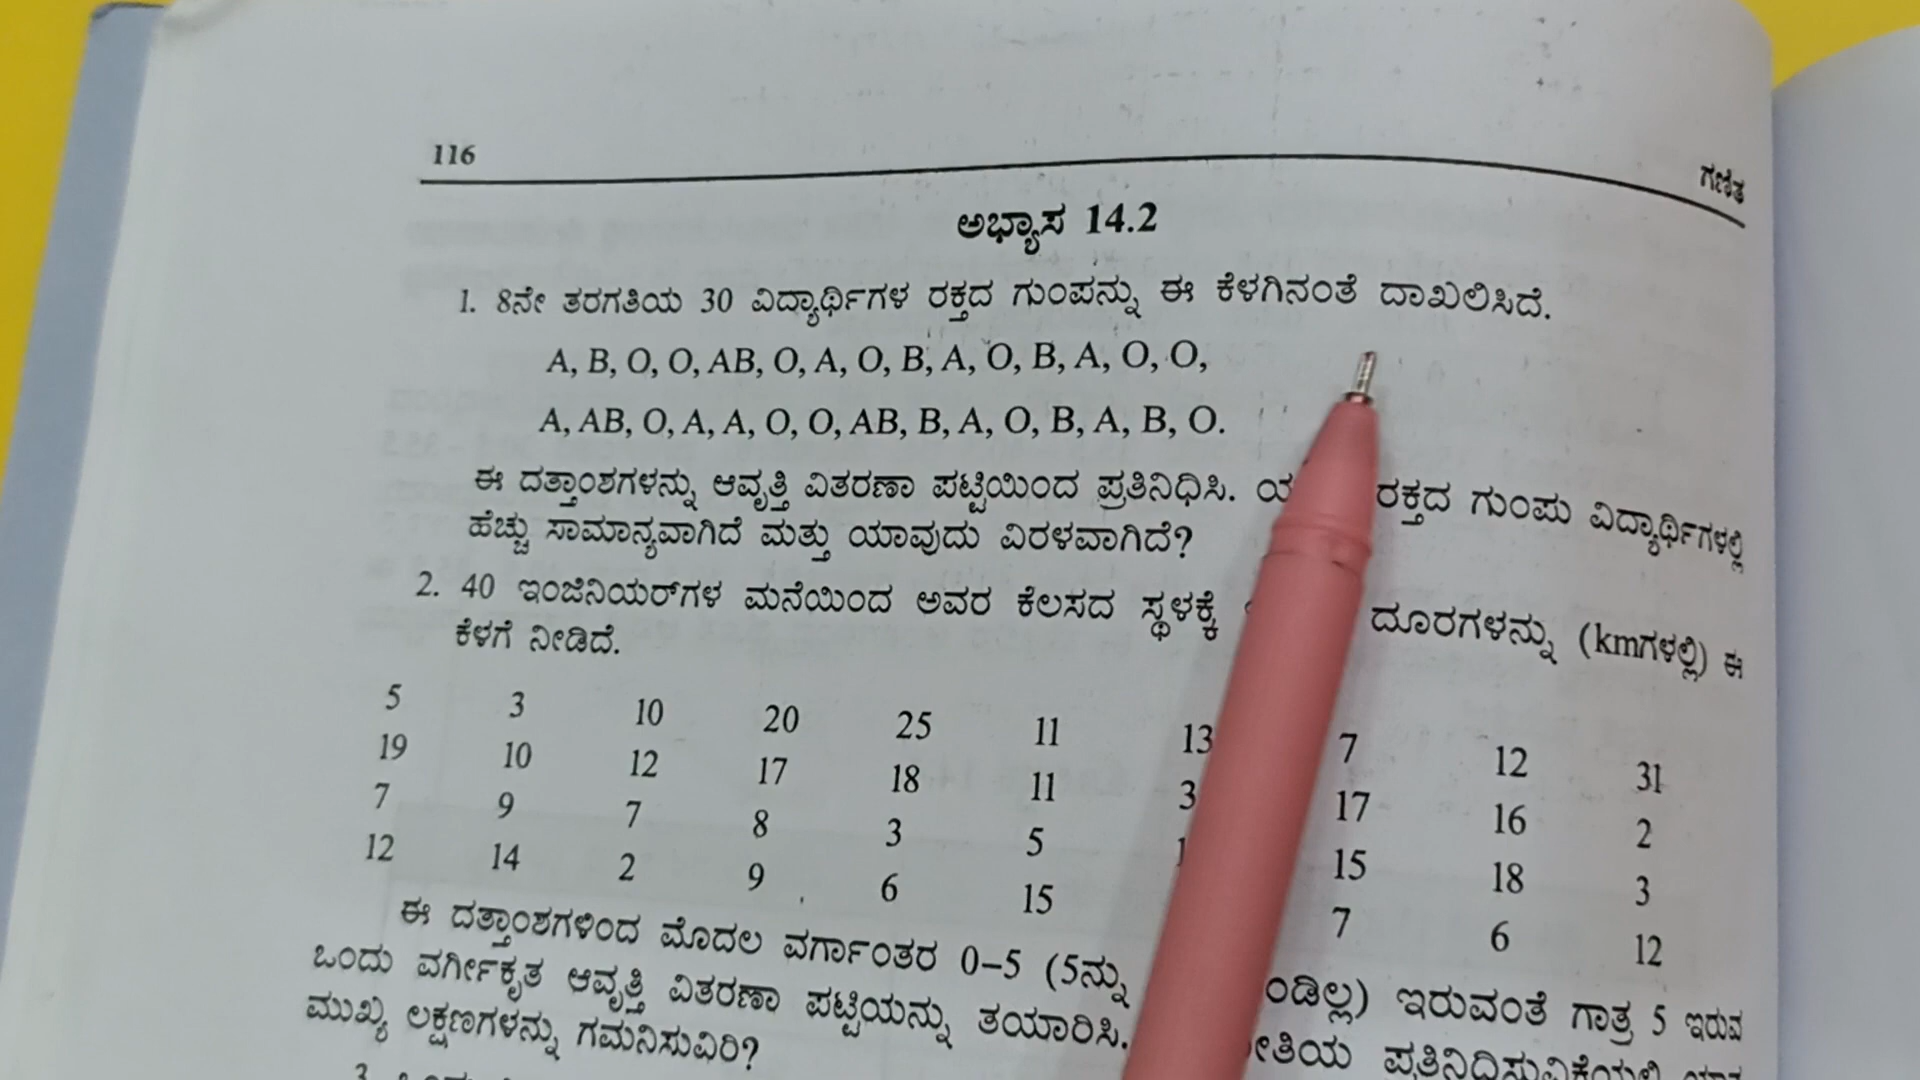 116
ಗಣಿತ
ಅಭ್ಯಾಸ 14.2
1. 8ನೇ ತರಗತಿಯ 30 ವಿದ್ಯಾರ್ಥಿಗಳ ರಕ್ತದ ಗುಂಪನ್ನು ಈ ಕೆಳಗಿನಂತೆ ದಾಖಲಿಸಿದೆ.
A, B, O, O, AB, O, A, O, B, A, O, B, A, O, O,
A, AB, O, A, A, O, O, AB, B, A, O, B, A, B, O.
ಈ ದತ್ತಾಂಶಗಳನ್ನು ಆವೃತ್ತಿ ವಿತರಣಾ ಪಟ್ಟಿಯಿಂದ ಪ್ರತಿನಿಧಿಸಿ. ರಕ್ತದ ಗುಂಪು ವಿದ್ಯಾರ್ಥಿಗಳಲ್ಲಿ
ಹೆಚ್ಚು ಸಾಮಾನ್ಯವಾಗಿದೆ ಮತ್ತು ಯಾವುದು ವಿರಳವಾಗಿದೆ?
2. 40 ಇಂಜಿನಿಯರ್‌ಗಳ ಮನೆಯಿಂದ ಅವರ ಕೆಲಸದ ಸ್ಥಳಕ್ಕೆ ದೂರಗಳನ್ನು (kmಗಳಲ್ಲಿ) ಈ
ಕೆಳಗೆ ನೀಡಿದೆ.
5 3 10 20 25 11 13 7 12 31
19 10 12 17 18 11 3 17 16 2
7 9 7 8 3 5 15 18 3
12 14 2 9 6 15 7 6 12
ಈ ದತ್ತಾಂಶಗಳಿಂದ ಮೊದಲ ವರ್ಗಾಂತರ 0–5 (5ನ್ನು ಇರುವಂತೆ ಗಾತ್ರ 5 ಇರುವ
ಒಂದು ವರ್ಗೀಕೃತ ಆವೃತ್ತಿ ವಿತರಣಾ ಪಟ್ಟಿಯನ್ನು ತಯಾರಿಸಿ. ಪ್ರತಿನಿಧಿಸುವಿಕೆಯಲ್ಲಿ
ಮುಖ್ಯ ಲಕ್ಷಣಗಳನ್ನು ಗಮನಿಸುವಿರಿ?